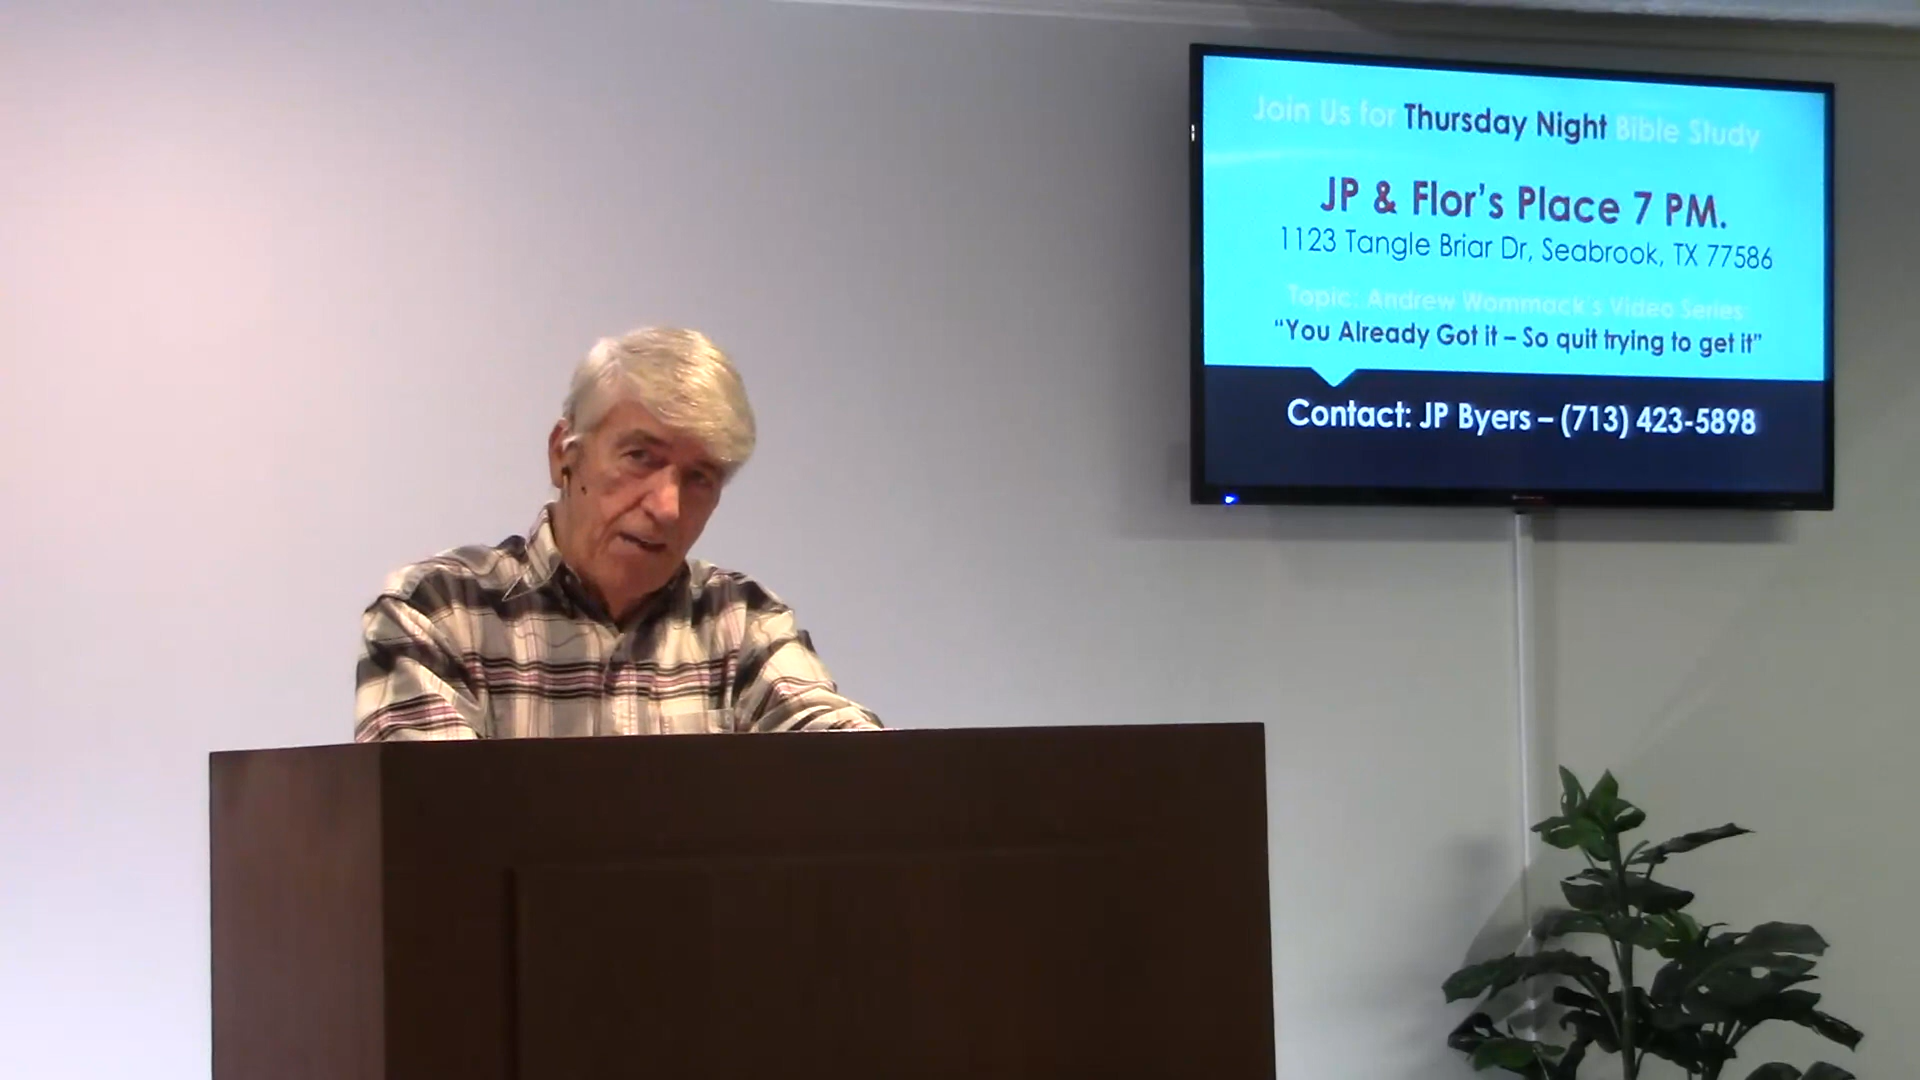 Join Us for Thursday Night Bible Study
JP & Flor's Place 7 PM.
1123 Tangle Briar Dr, Seabrook, TX 77586
Topic: Andrew Wommack's Video Series:
“You Already Got it – So quit trying to get it”
Contact: JP Byers – (713) 423-5898